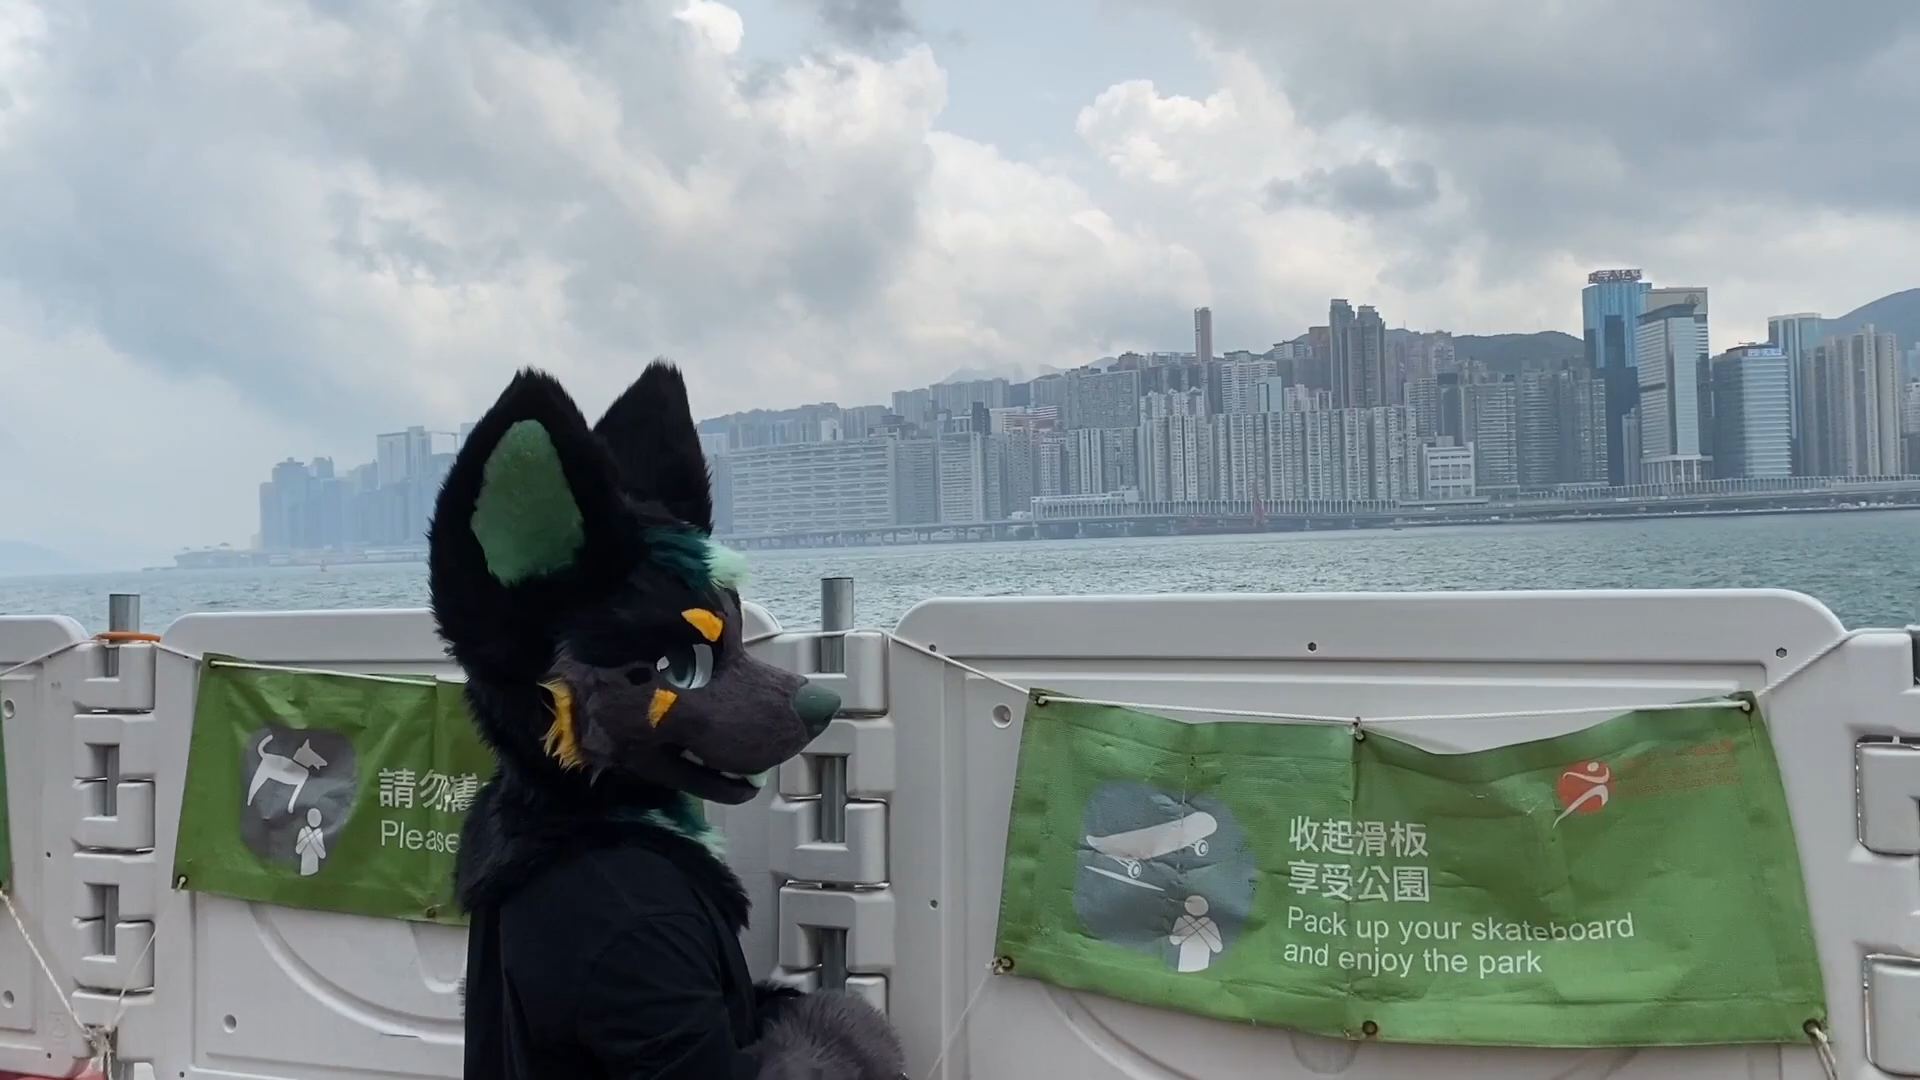 請勿攜
Please
收起滑板
享受公園
Pack up your skateboard
and enjoy the park